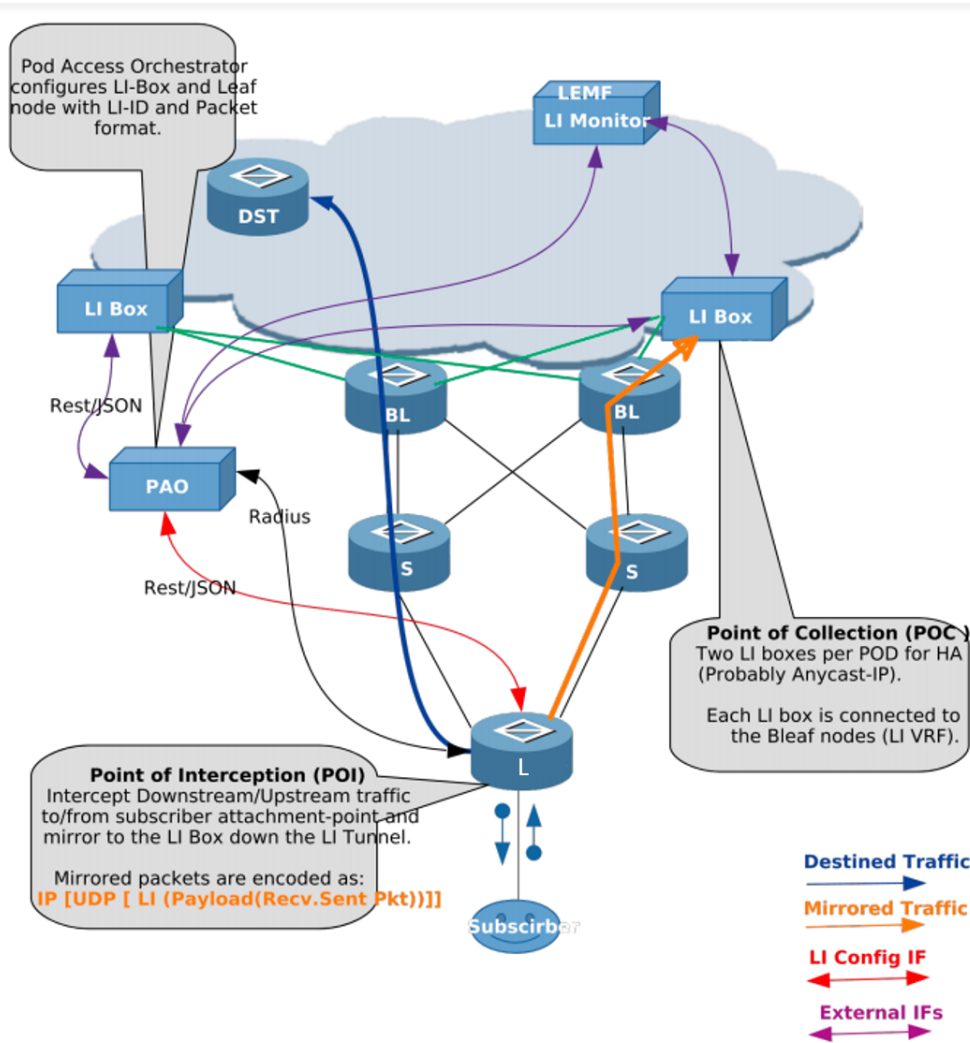 Pod Access Orchestrator
configures LI-Box and Leaf
node with LI-ID and Packet
format.
LEMF
LI Monitor
DST
LI Box
LI Box
BL
BL
Rest/JSON
PAO
Radius
S
S
Rest/JSON
Point of Collection (POC )
Two LI boxes per POD for HA
(Probably Anycast-IP).
Each LI box is connected to
the Bleaf nodes (LI VRF).
L
Point of Interception (POI)
Intercept Downstream/Upstream traffic
to/from subscriber attachment-point and
mirror to the LI Box down the LI Tunnel.
Mirrored packets are encoded as:
IP [UDP [ LI (Payload(Recv.Sent Pkt))]]
Subscirber
Destined Traffic
Mirrored Traffic
LI Config IF
External IFs